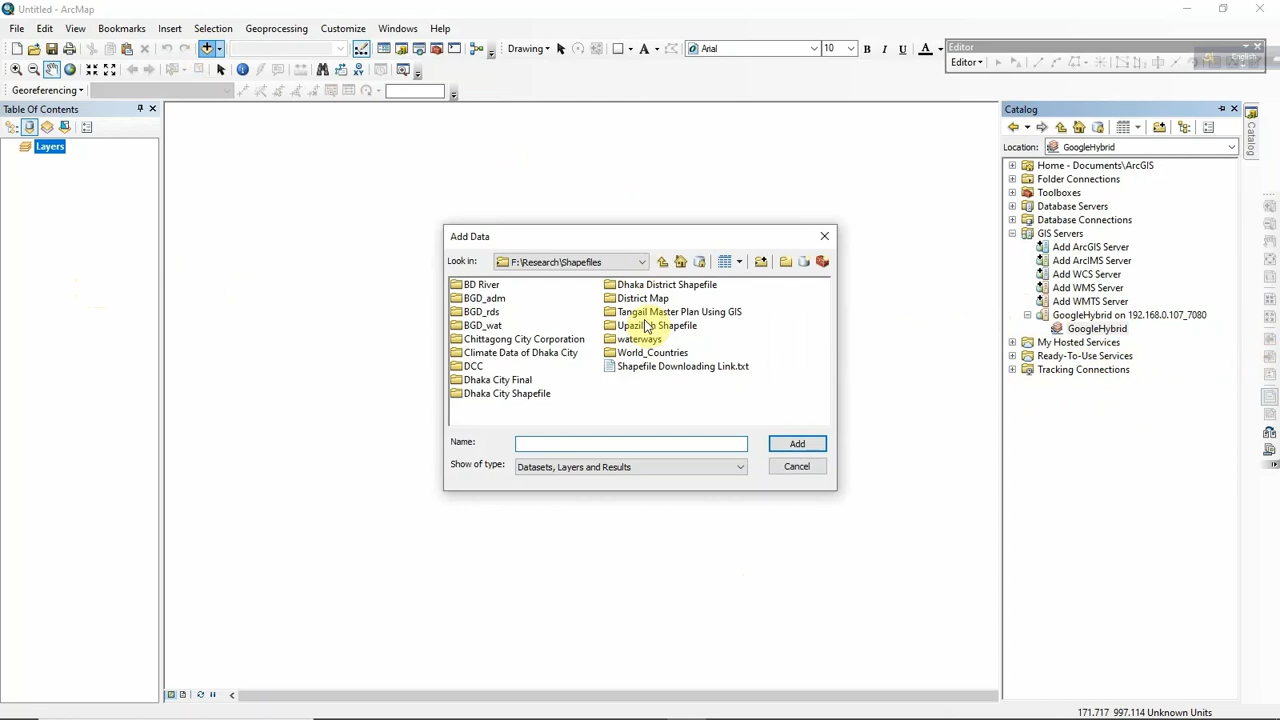 Untitled - ArcMap
File Edit View Bookmarks Insert Selection Geoprocessing Customize Windows Help
Drawing Arial 10 B I U A Editor
Editor English
Georeferencing
Table Of Contents
Catalog
Location: GoogleHybrid
Catalog
Layers
Home - Documents\ArcGIS
Folder Connections
Toolboxes
Database Servers
Database Connections
GIS Servers
Add ArcGIS Server
Add ArcIMS Server
Add WCS Server
Add WMS Server
Add WMTS Server
GoogleHybrid on 192.168.0.107_7080
GoogleHybrid
My Hosted Services
Ready-To-Use Services
Tracking Connections
Add Data
Look in: F:\Research\Shapefiles
BD River
BGD_adm
BGD_rds
BGD_wat
Chittagong City Corporation
Climate Data of Dhaka City
DCC
Dhaka City Final
Dhaka City Shapefile
Dhaka District Shapefile
District Map
Tangail Master Plan Using GIS
Shapefile
waterways
World_Countries
Shapefile Downloading Link.txt
Name: Add
Show of type: Datasets, Layers and Results Cancel
171.717 997.114 Unknown Units